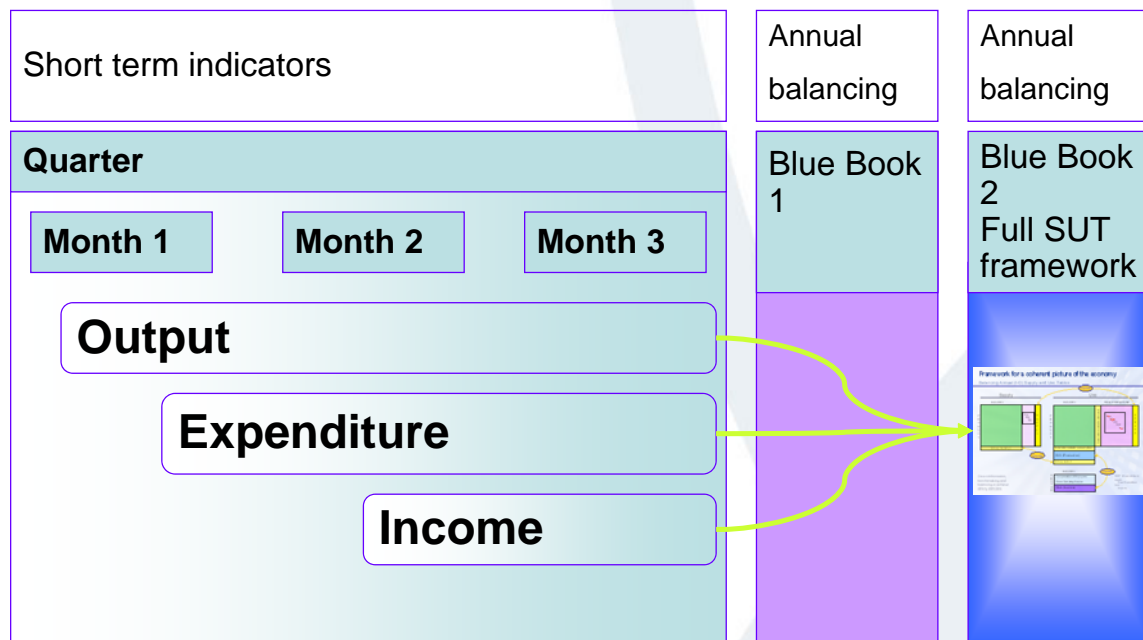 Short term indicators
Annual
balancing
Annual
balancing
Quarter
Blue Book
1
Blue Book
2
Full SUT
framework
Month 1
Month 2
Month 3
Output
Expenditure
Income
Framework for a coherent picture of the economy